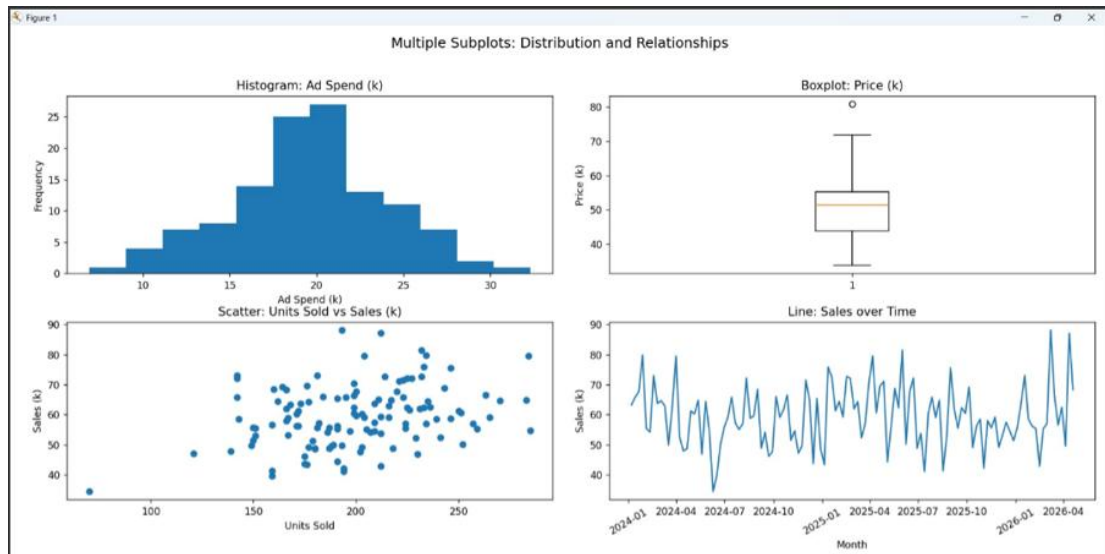 Figure 1
Multiple Subplots: Distribution and Relationships
Histogram: Ad Spend (k)
Frequency
25
20
15
10
5
0
10 15 20 25 30
Ad Spend (k)
Boxplot: Price (k)
Price (k)
80
70
60
50
40
1
Scatter: Units Sold vs Sales (k)
Sales (k)
90
80
70
60
50
40
100 150 200 250
Units Sold
Line: Sales over Time
Sales (k)
90
80
70
60
50
40
2024-01 2024-04 2024-07 2024-10 2025-01 2025-04 2025-07 2025-10 2026-01 2026-04
Month